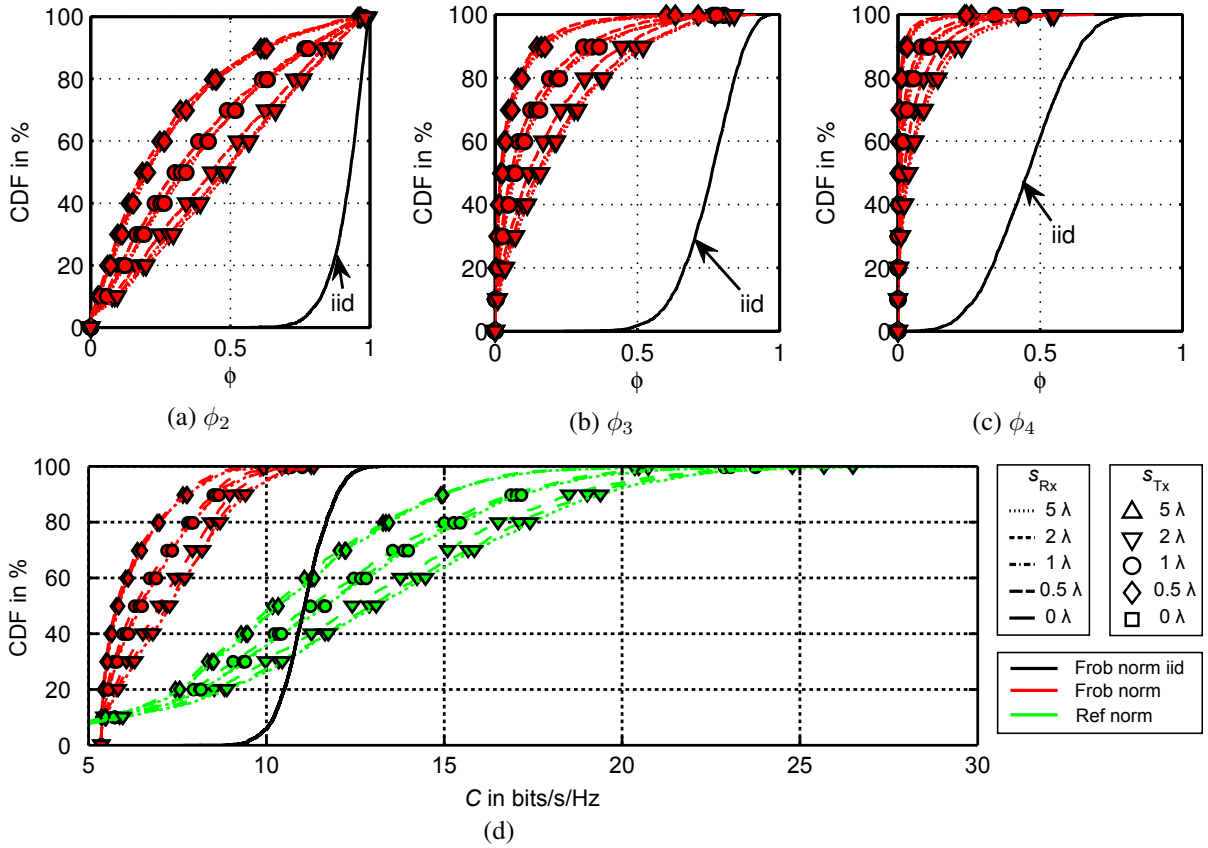 CDF in %
100
80
60
40
20
0
iid
0 0.5 1
ϕ
(a) ϕ2
CDF in %
100
80
60
40
20
0
iid
0 0.5 1
ϕ
(b) ϕ3
CDF in %
100
80
60
40
20
0
iid
0 0.5 1
ϕ
(c) ϕ4
CDF in %
100
80
60
40
20
0
5 10 15 20 25 30
C in bits/s/Hz
(d)
sRx
5 λ
2 λ
1 λ
0.5 λ
0 λ
sTx
5 λ
2 λ
1 λ
0.5 λ
0 λ
Frob norm iid
Frob norm
Ref norm